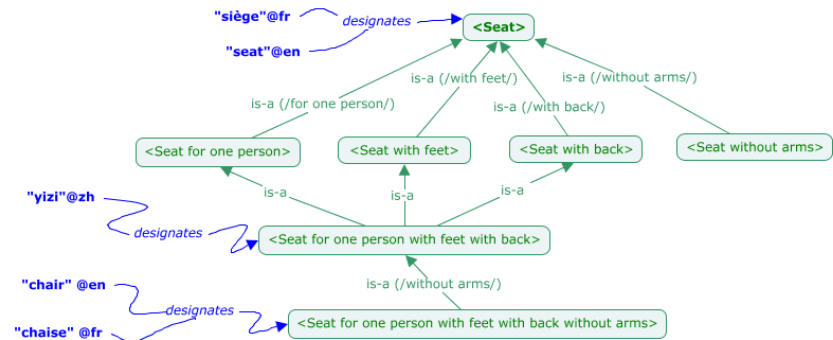 "siège"@fr
designates
<Seat>
"seat"@en
is-a (/without arms/)
is-a (/with feet/)
is-a (/for one person/)
is-a (/with back/)
<Seat for one person>
<Seat with feet>
<Seat with back>
<Seat without arms>
is-a
is-a
is-a
"yizi"@zh
designates
<Seat for one person with feet with back>
"chair" @en
is-a (/without arms/)
designates
<Seat for one person with feet with back without arms>
"chaise" @fr